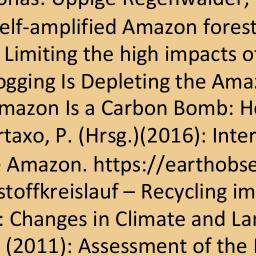 Üppige Regenwälder,
elf-amplified Amazon forest
Limiting the high impacts of
ogging Is Depleting the Ama
mazon Is a Carbon Bomb: H
rtaxo, P. (Hrsg.)(2016): Inter
Amazon. https://earthobse
stoffkreislauf – Recycling im
: Changes in Climate and La
(2011): Assessment of the